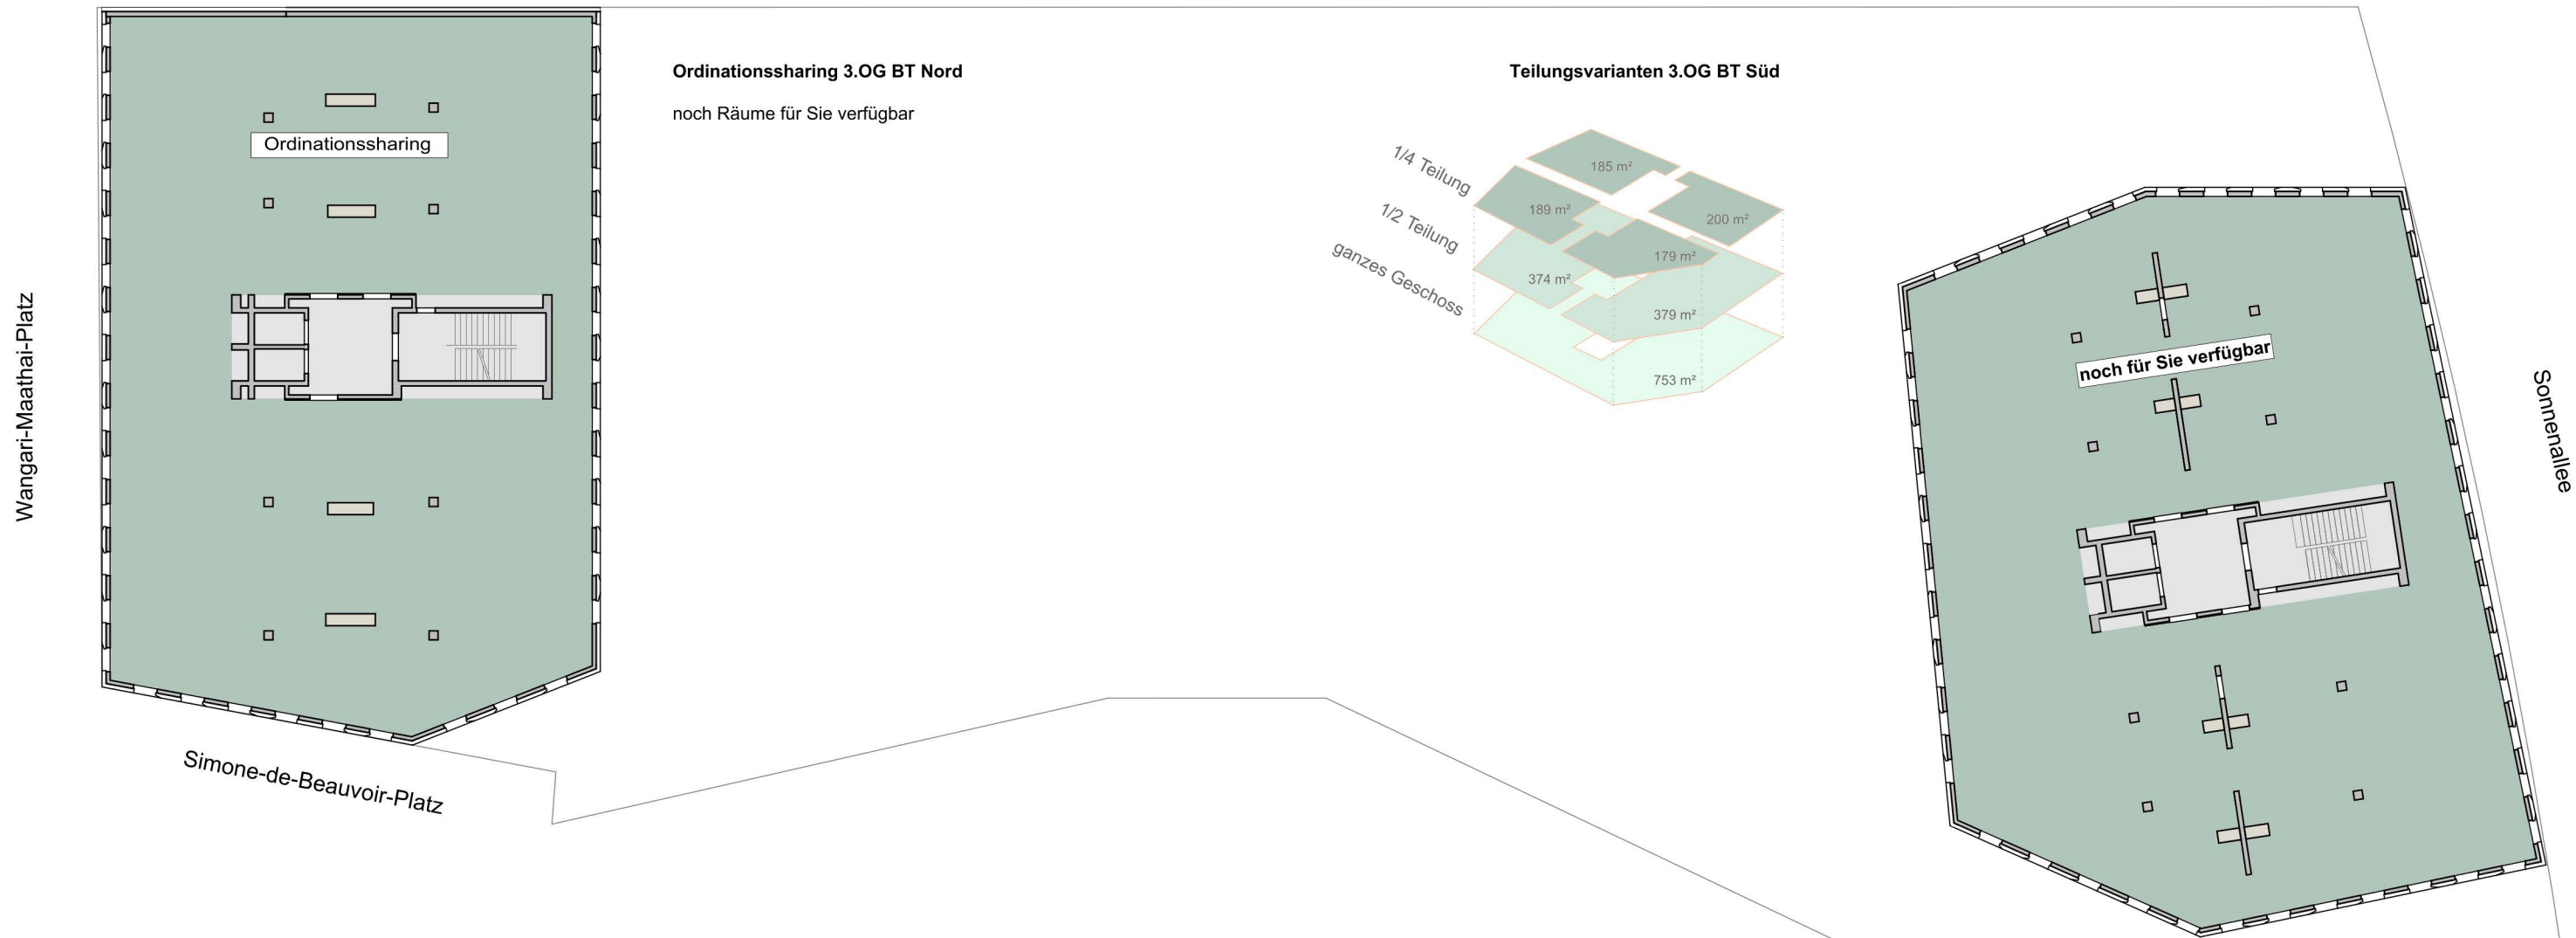 Wangari-Maathai-Platz
Ordinationssharing
Simone-de-Beauvoir-Platz
Ordinationssharing 3.OG BT Nord
noch Räume für Sie verfügbar
Teilungsvarianten 3.OG BT Süd
1/4 Teilung
1/2 Teilung
ganzes Geschoss
185 m²
189 m²
200 m²
179 m²
374 m²
379 m²
753 m²
noch für Sie verfügbar
Sonnenallee